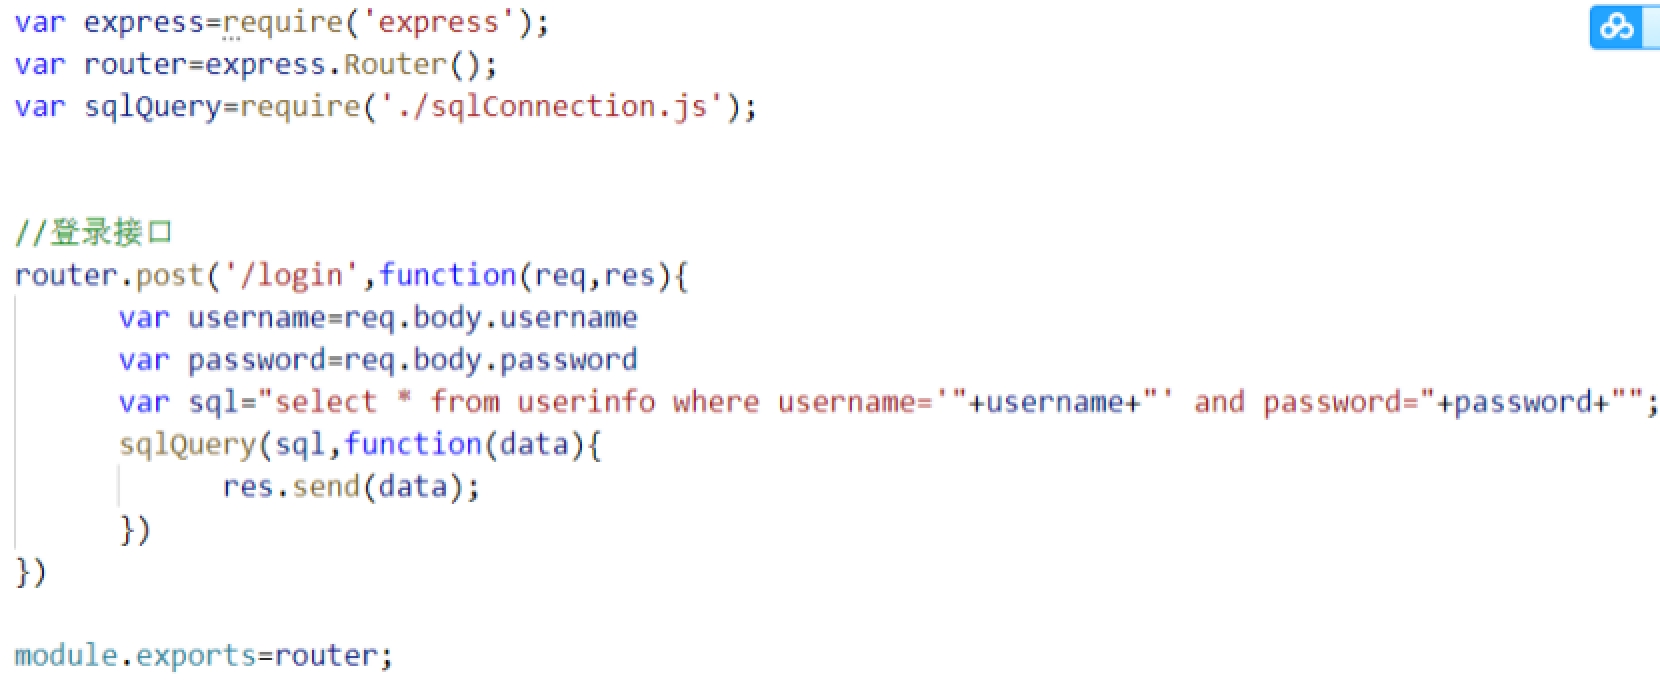 var express=require('express');
var router=express.Router();
var sqlQuery=require('./sqlConnection.js');
//登录接口
router.post('/login',function(req,res){
var username=req.body.username
var password=req.body.password
var sql="select * from userinfo where username='"+username+"' and password="+password+"";
sqlQuery(sql,function(data){
res.send(data);
})
})
module.exports=router;